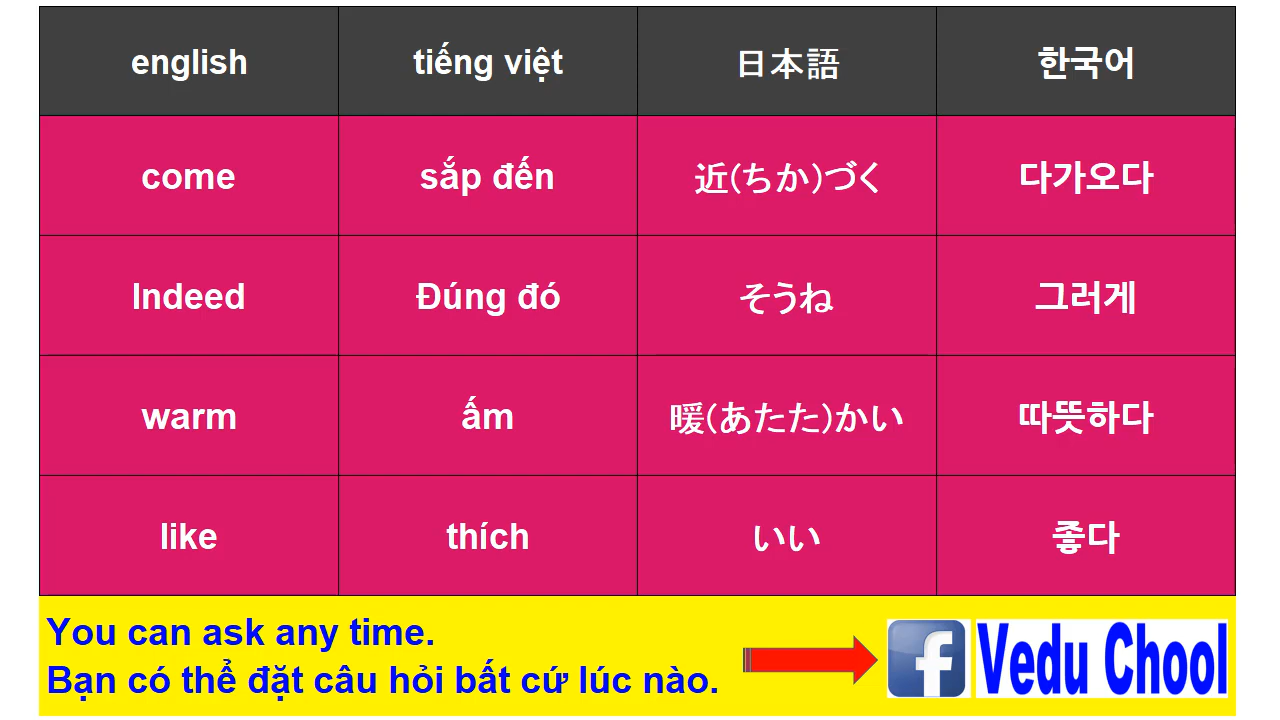 english tiếng việt 日本語 한국어
come sắp đến 近(ちか)づく 다가오다
Indeed Đúng đó そうね 그러게
warm ấm 暖(あたた)かい 따뜻하다
like thích いい 좋다
You can ask any time.
Bạn có thể đặt câu hỏi bất cứ lúc nào.
f Vedu Chool